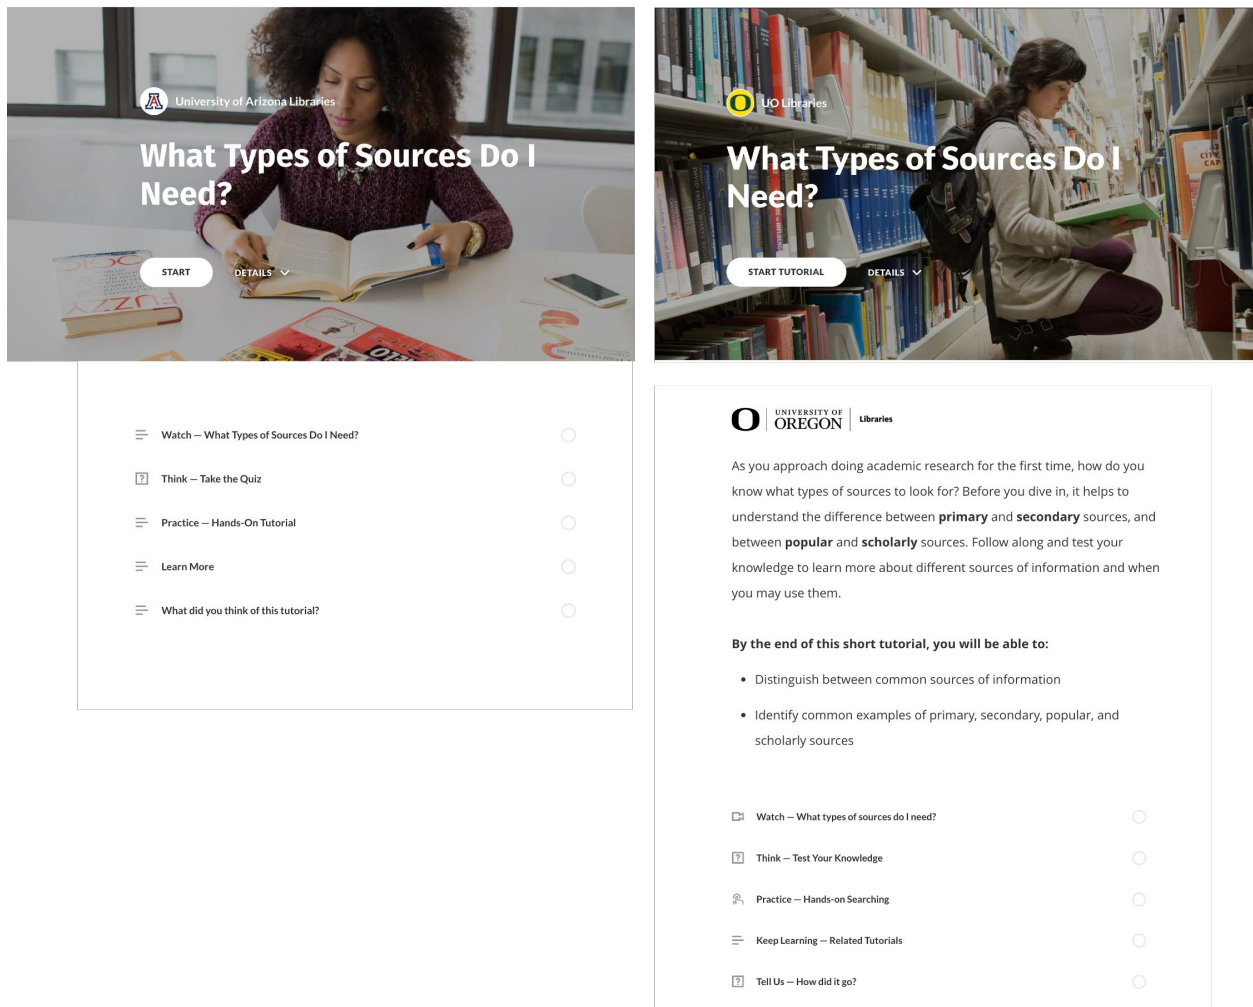 University of Arizona Libraries
What Types of Sources Do I
Need?
START
DETAILS
FUZZY
Watch — What Types of Sources Do I Need?
Think — Take the Quiz
Practice — Hands-On Tutorial
Learn More
What did you think of this tutorial?
UO Libraries
What Types of Sources Do I
Need?
START TUTORIAL
DETAILS
UNIVERSITY OF
OREGON
Libraries
As you approach doing academic research for the first time, how do you
know what types of sources to look for? Before you dive in, it helps to
understand the difference between primary and secondary sources, and
between popular and scholarly sources. Follow along and test your
knowledge to learn more about different sources of information and when
you may use them.
By the end of this short tutorial, you will be able to:
• Distinguish between common sources of information
• Identify common examples of primary, secondary, popular, and
scholarly sources
Watch — What types of sources do I need?
Think — Test Your Knowledge
Practice — Hands-on Searching
Keep Learning — Related Tutorials
Tell Us — How did it go?